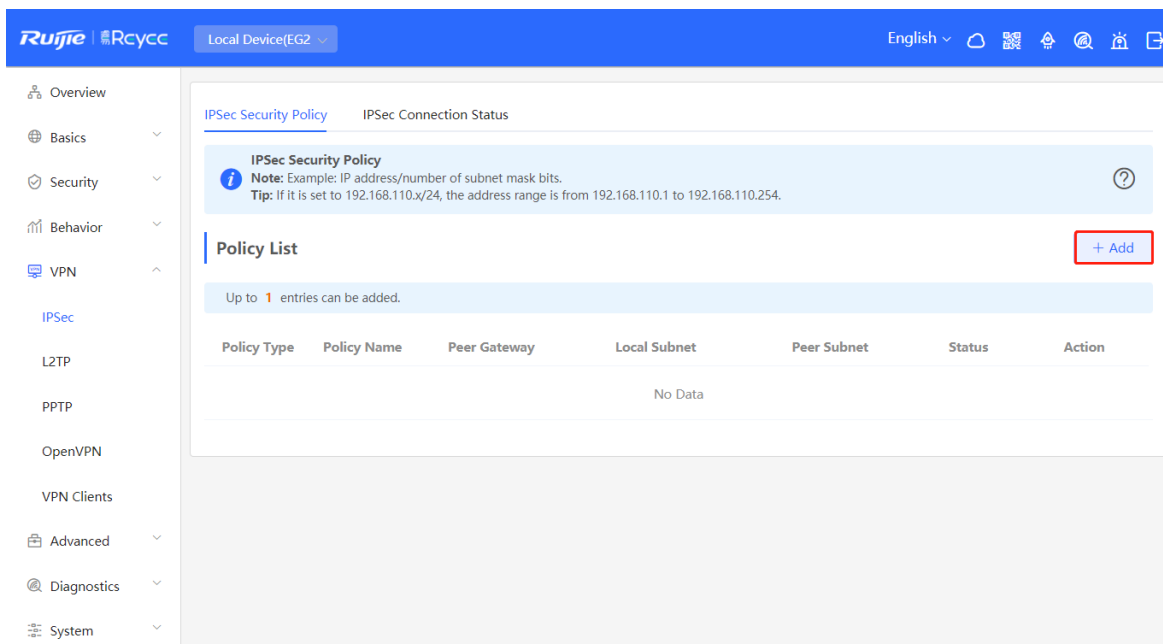 Ruijie | Rcycc
Local Device(EG2
English
Overview
Basics
Security
Behavior
VPN
IPSec
L2TP
PPTP
OpenVPN
VPN Clients
Advanced
Diagnostics
System
IPSec Security Policy IPSec Connection Status
IPSec Security Policy
Note: Example: IP address/number of subnet mask bits.
Tip: If it is set to 192.168.110.x/24, the address range is from 192.168.110.1 to 192.168.110.254.
Policy List
+ Add
Up to 1 entries can be added.
Policy Type Policy Name Peer Gateway Local Subnet Peer Subnet Status Action
No Data